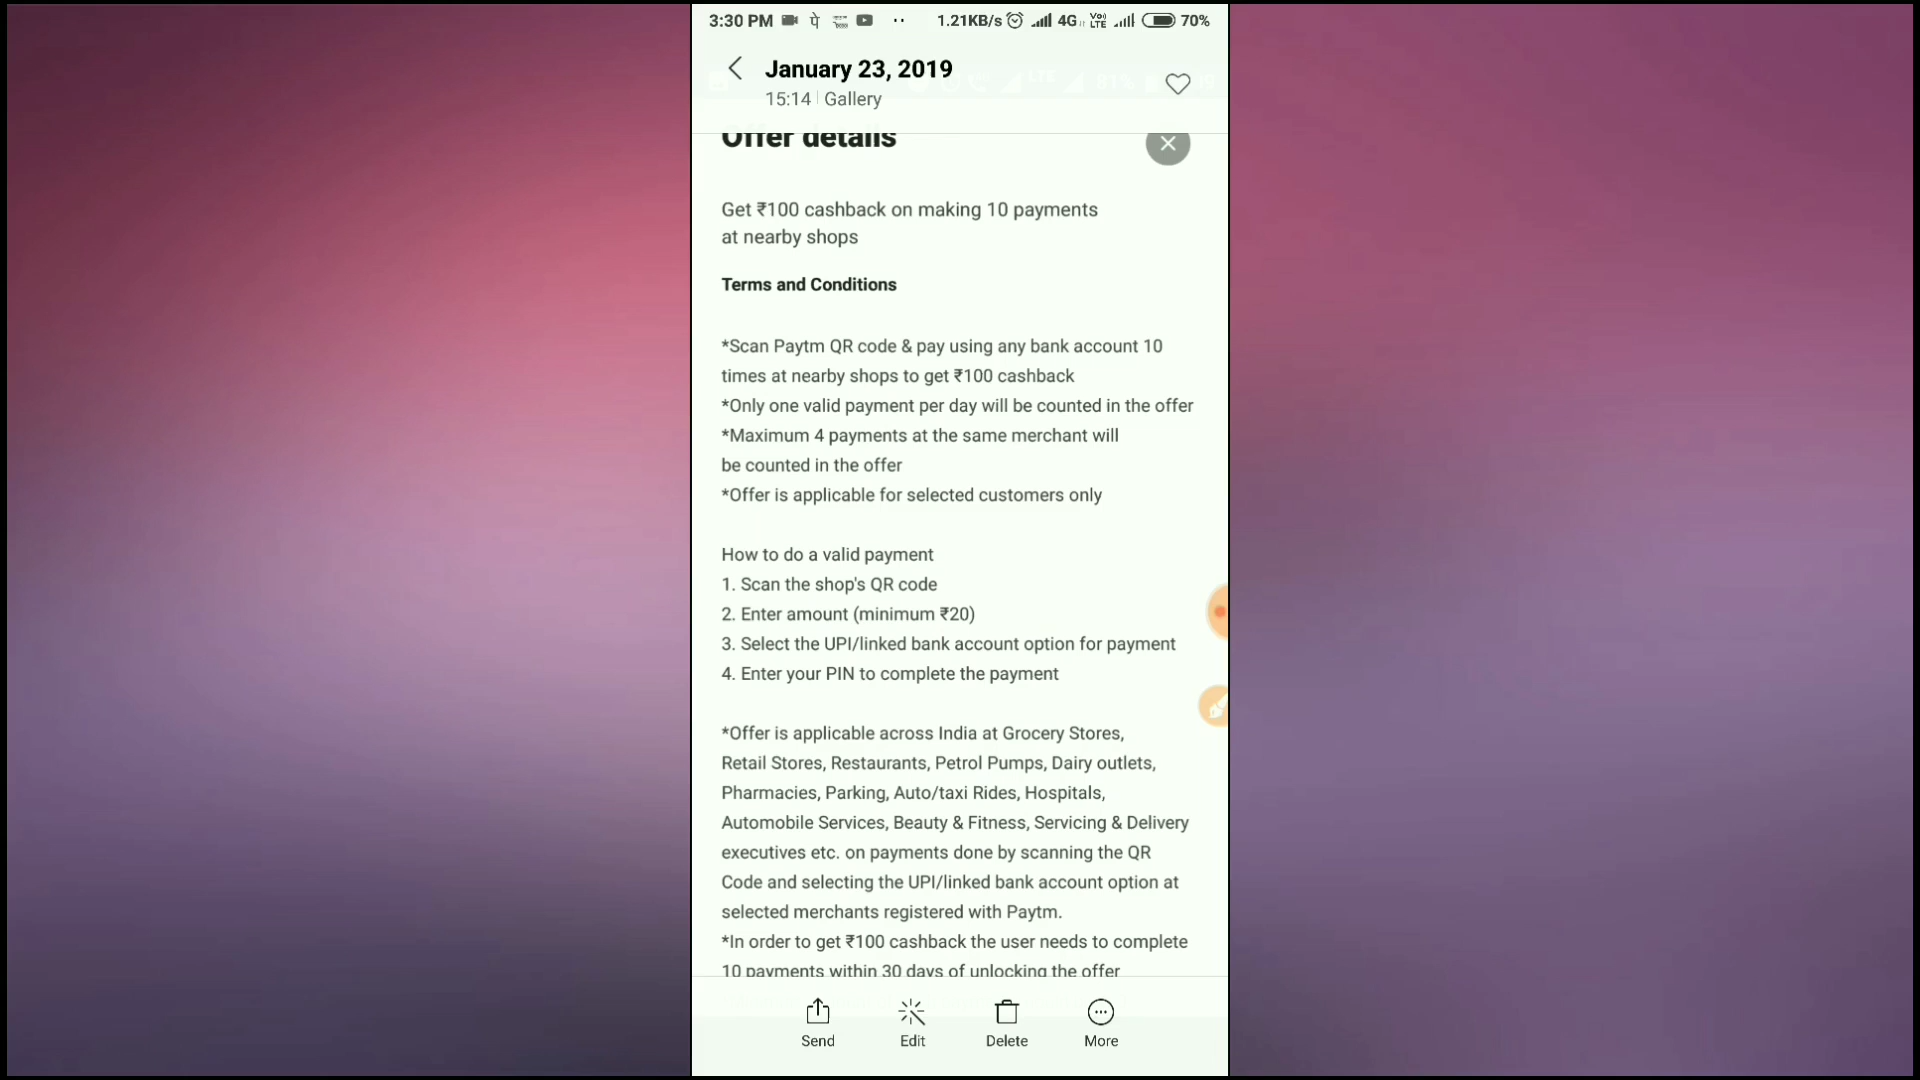 3:30 PM 1.21KB/s 4G VoLTE 70%
January 23, 2019
15:14 Gallery
Offer details
Get ₹100 cashback on making 10 payments
at nearby shops
Terms and Conditions
*Scan Paytm QR code & pay using any bank account 10
times at nearby shops to get ₹100 cashback
*Only one valid payment per day will be counted in the offer
*Maximum 4 payments at the same merchant will
be counted in the offer
*Offer is applicable for selected customers only
How to do a valid payment
1. Scan the shop's QR code
2. Enter amount (minimum ₹20)
3. Select the UPI/linked bank account option for payment
4. Enter your PIN to complete the payment
*Offer is applicable across India at Grocery Stores,
Retail Stores, Restaurants, Petrol Pumps, Dairy outlets,
Pharmacies, Parking, Auto/taxi Rides, Hospitals,
Automobile Services, Beauty & Fitness, Servicing & Delivery
executives etc. on payments done by scanning the QR
Code and selecting the UPI/linked bank account option at
selected merchants registered with Paytm.
*In order to get ₹100 cashback the user needs to complete
10 payments within 30 days of unlocking the offer
Send Edit Delete More